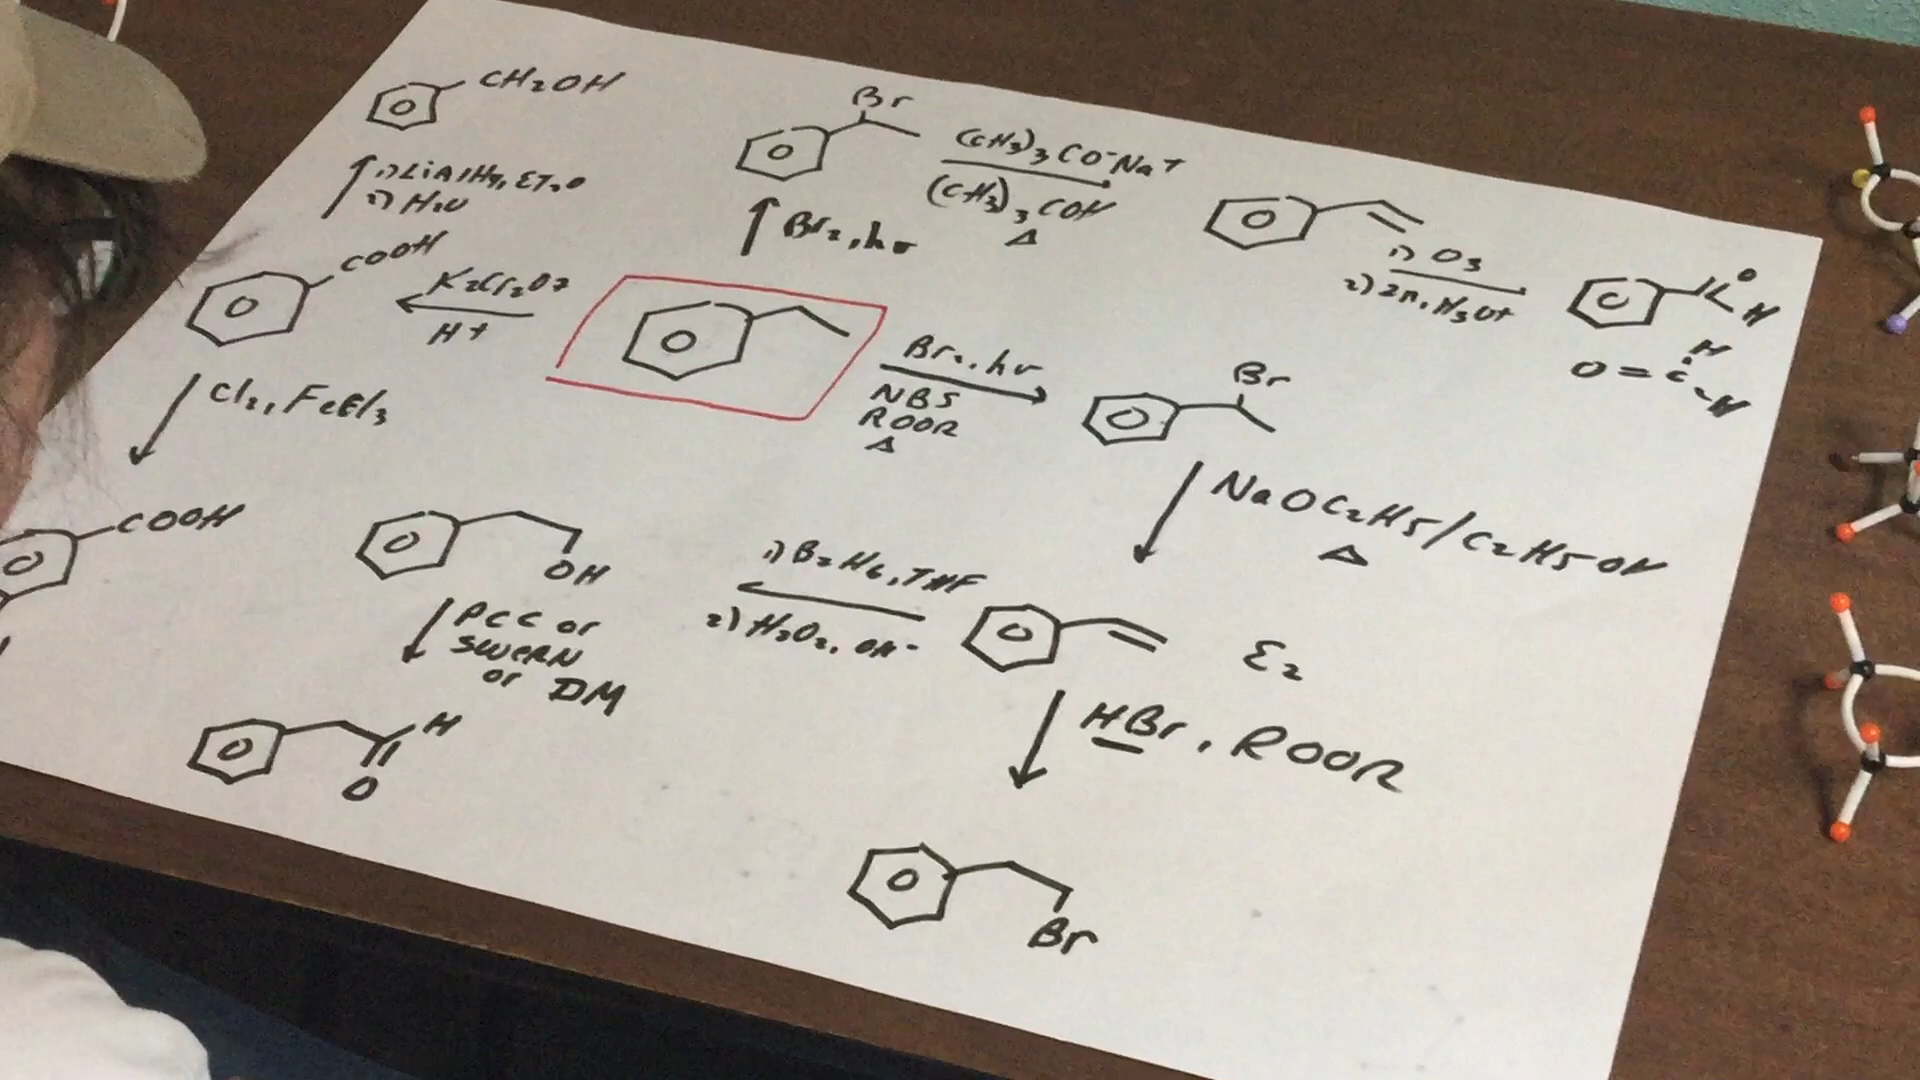 CH2OH
1) LiAlH4, ET2O
2) H2O
Br
(CH3)3CO-Na+
(CH3)3COH
Δ
Br2, hν
1) O3
2) Zn, H3O+
O
H
H
O=C-H
COOH
K2Cr2O7
H+
Br2, hν
NBS
ROOR
Δ
Br
Cl2, FeCl3
NaOC2H5/C2H5OH
Δ
COOH
OH
1) B2H6, THF
2) H2O2, OH-
E2
PCC or
SWERN
or DM
H
O
HBr, ROOR
Br